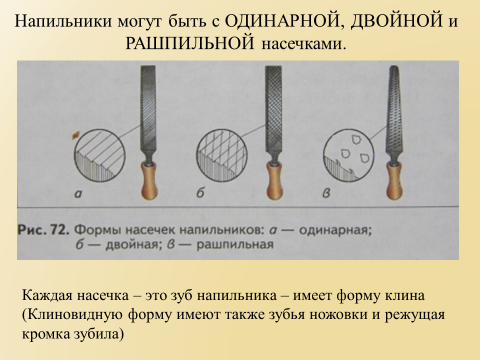 Напильники могут быть с ОДИНАРНОЙ, ДВОЙНОЙ и
РАШПИЛЬНОЙ насечками.
а
б
в
Рис. 72. Формы насечек напильников: а — одинарная;
б — двойная; в — рашпильная
Каждая насечка – это зуб напильника – имеет форму клина
(Клиновидную форму имеют также зубья ножовки и режущая
кромка зубила)